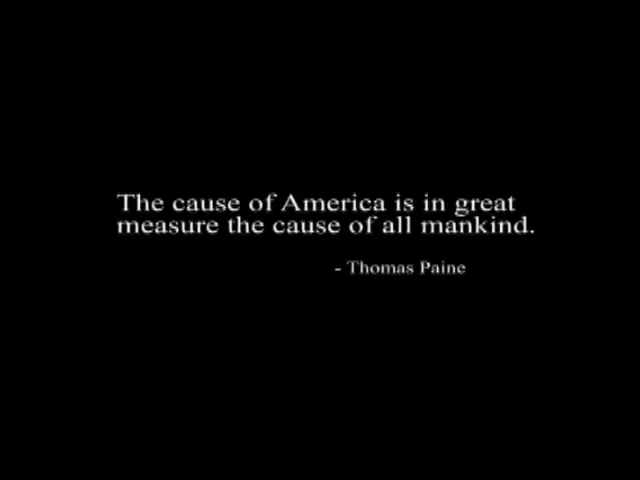 The cause of America is in great
measure the cause of all mankind.
- Thomas Paine